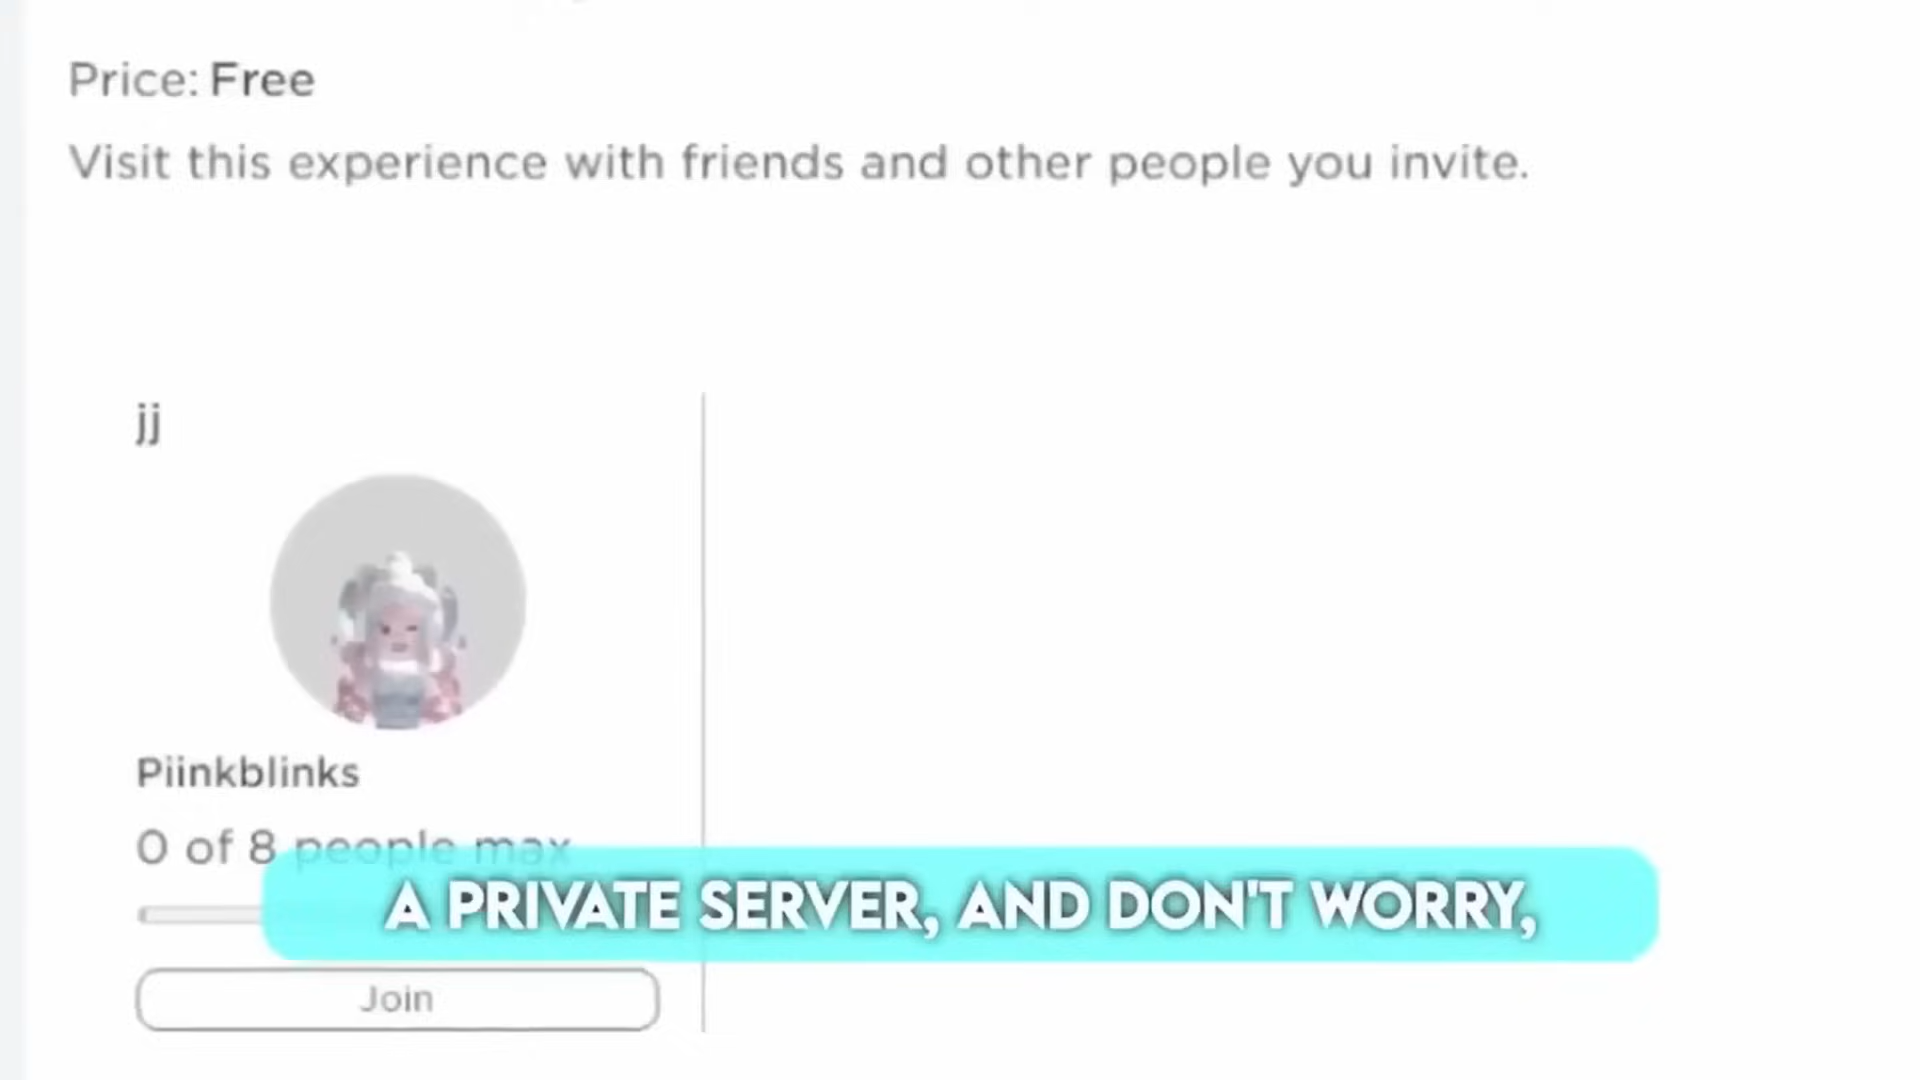 Price: Free
Visit this experience with friends and other people you invite.
jj
Piinkblinks
0 of 8 people max
A PRIVATE SERVER, AND DON'T WORRY,
Join